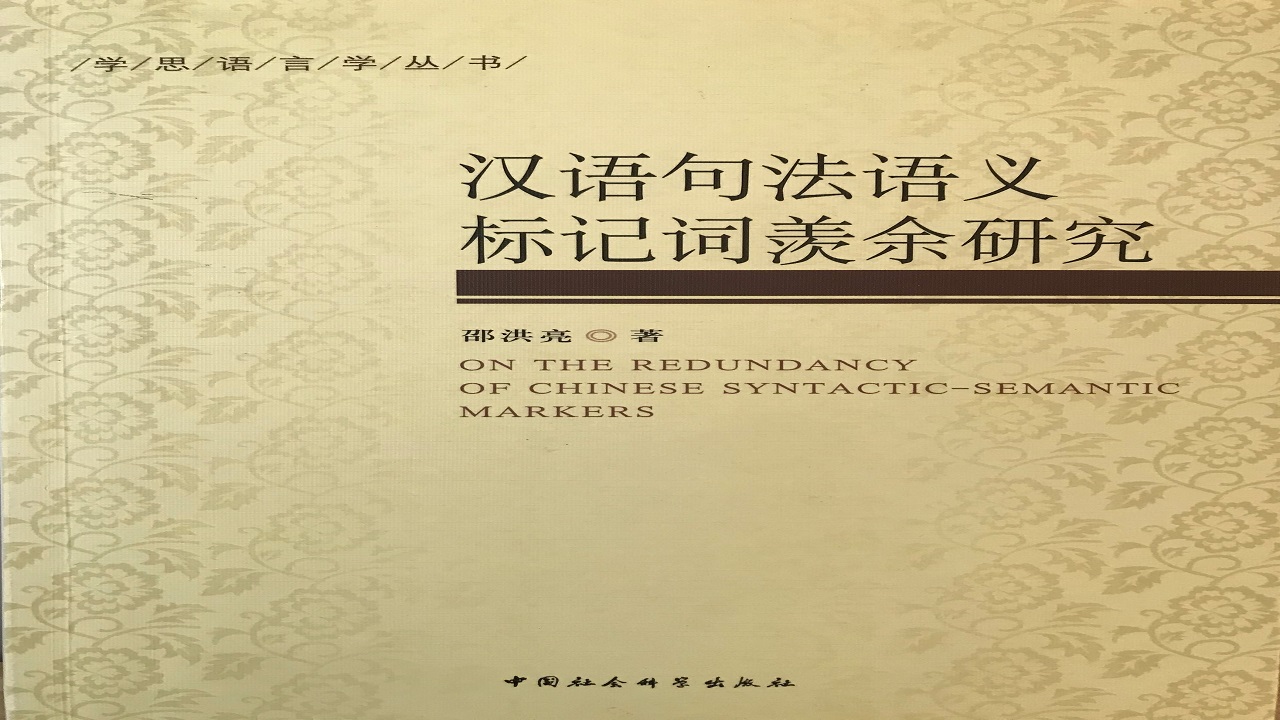 /学/思/语/言/学/丛/书/
汉语句法语义
标记词羡余研究
邵洪亮 ◎ 著
ON THE REDUNDANCY
OF CHINESE SYNTACTIC-SEMANTIC
MARKERS
中国社会科学出版社